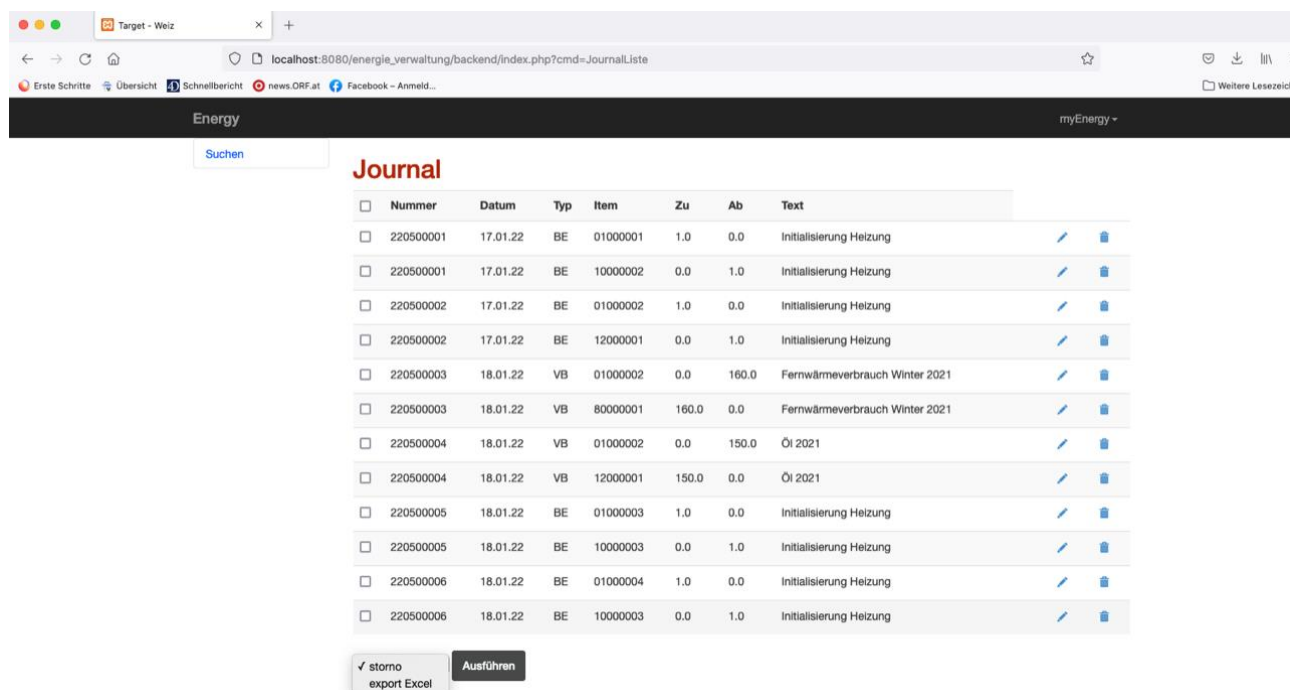 Target - Weiz
localhost:8080/energie_verwaltung/backend/index.php?cmd=JournalListe
Erste Schritte Übersicht Schnellbericht news.ORF.at Facebook – Anmeld... Weitere Lesezeic
Energy myEnergy
Suchen
Journal
Nummer Datum Typ Item Zu Ab Text
220500001 17.01.22 BE 01000001 1.0 0.0 Initialisierung Heizung
220500001 17.01.22 BE 10000002 0.0 1.0 Initialisierung Heizung
220500002 17.01.22 BE 01000002 1.0 0.0 Initialisierung Heizung
220500002 17.01.22 BE 12000001 0.0 1.0 Initialisierung Heizung
220500003 18.01.22 VB 01000002 0.0 160.0 Fernwärmeverbrauch Winter 2021
220500003 18.01.22 VB 80000001 160.0 0.0 Fernwärmeverbrauch Winter 2021
220500004 18.01.22 VB 01000002 0.0 150.0 Öl 2021
220500004 18.01.22 VB 12000001 150.0 0.0 Öl 2021
220500005 18.01.22 BE 01000003 1.0 0.0 Initialisierung Heizung
220500005 18.01.22 BE 10000003 0.0 1.0 Initialisierung Heizung
220500006 18.01.22 BE 01000004 1.0 0.0 Initialisierung Heizung
220500006 18.01.22 BE 10000003 0.0 1.0 Initialisierung Heizung
✓ storno Ausführen
export Excel